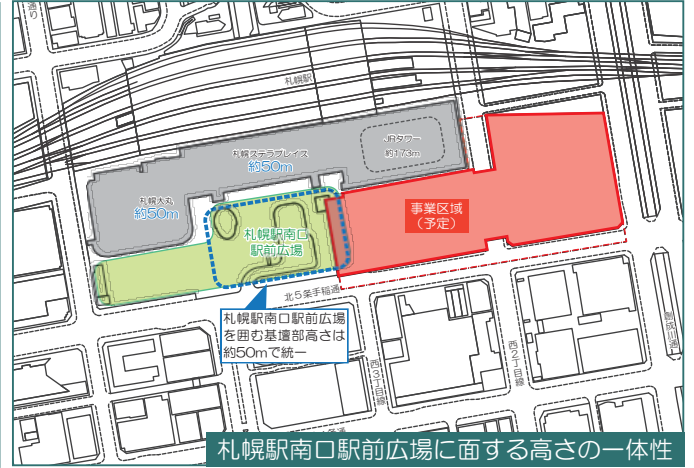 通り
札幌駅
JRタワー
約173m
札幌ステラプレイス
約50m
札幌大丸
約50m
事業区域
（予定）
札幌駅南口
駅前広場
北５条手稲通
札幌駅南口駅前広場
を囲む基壇部高さは
約50mで統一
西３丁目線
西２丁目線
創成川通
札幌駅南口駅前広場に面する高さの一体性